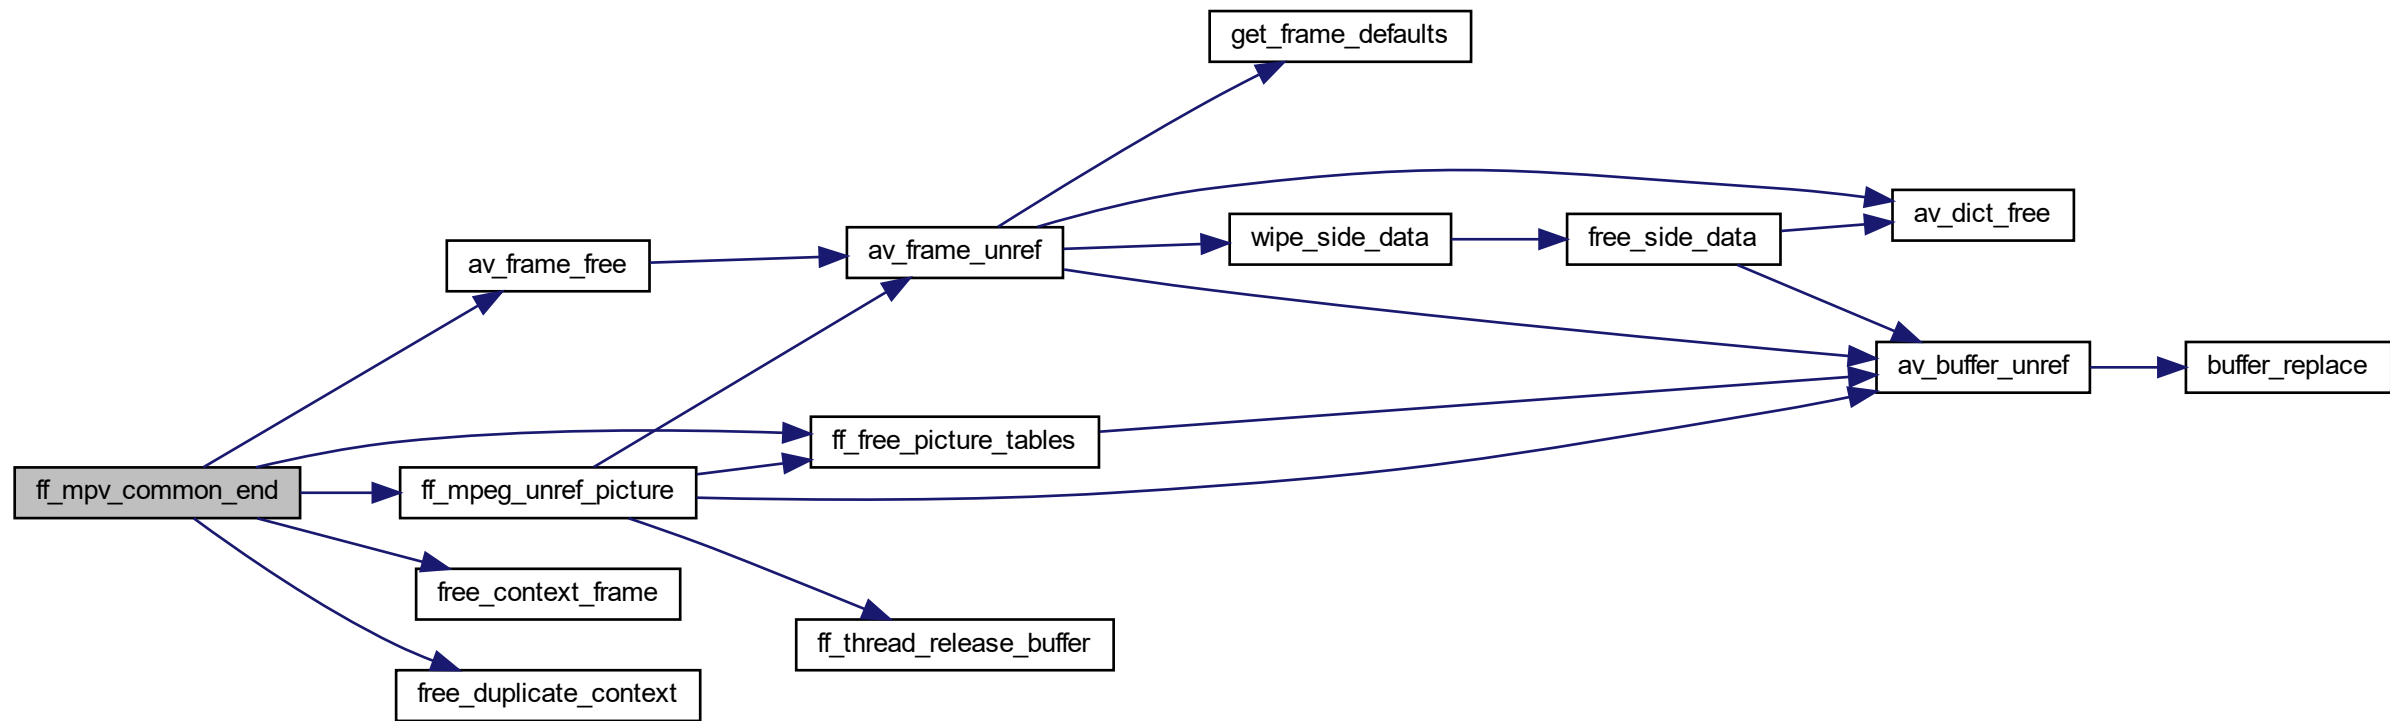 get_frame_defaults
av_dict_free
av_frame_unref
wipe_side_data
free_side_data
av_frame_free
av_buffer_unref
buffer_replace
ff_free_picture_tables
ff_mpv_common_end
ff_mpeg_unref_picture
free_context_frame
ff_thread_release_buffer
free_duplicate_context